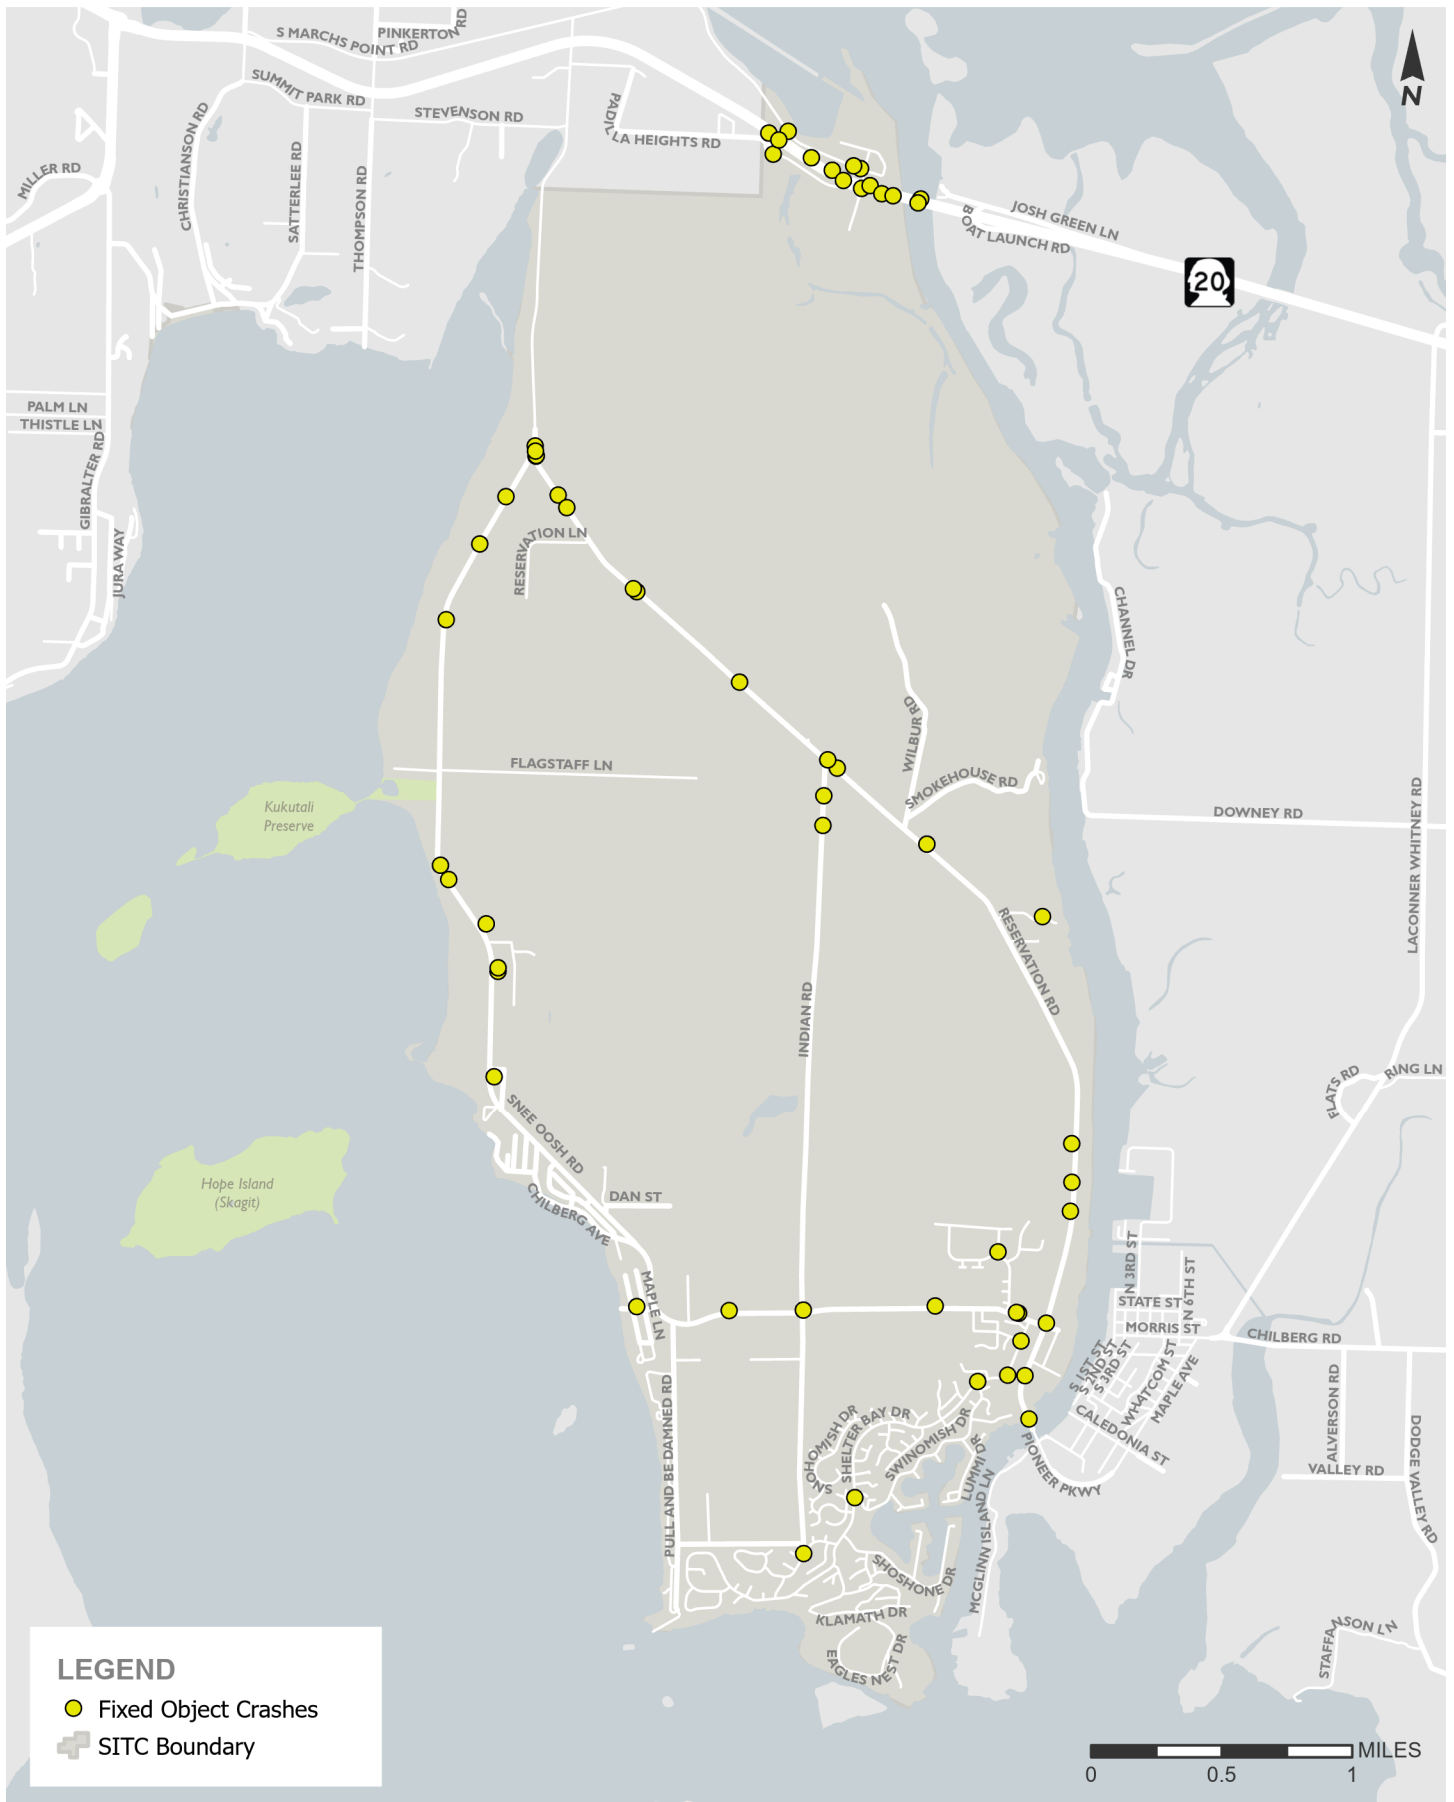 S MARCHS POINT RD
PINKERTON RD
SUMMIT PARK RD
STEVENSON RD
PADILLA HEIGHTS RD
N
MILLER RD
CHRISTIANSON RD
SATTERLEE RD
THOMPSON RD
JOSH GREEN LN
BOAT LAUNCH RD
20
PALM LN
THISTLE LN
GIBRALTER RD
JURA WAY
RESERVATION LN
CHANNEL DR
WILBUR RD
SMOKEHOUSE RD
FLAGSTAFF LN
Kukutali
Preserve
DOWNEY RD
LACONNER WHITNEY RD
RESERVATION RD
INDIAN RD
FLATS RD
RING LN
SNEE OOSH RD
CHILBERG AVE
DAN ST
Hope Island
(Skagit)
MAPLE LN
N 3RD ST
N 6TH ST
STATE ST
MORRIS ST
CHILBERG RD
S 1ST ST
S 2ND ST
S 3RD ST
WHATCOM ST
MAPLE AVE
CALEDONIA ST
PIONEER PKWY
PULL AND BE DAMNED RD
SNOHOMISH DR
SHELTER BAY DR
SWINOMISH DR
LUMMI DR
MCGLINN ISLAND LN
ALVERSON RD
VALLEY RD
DODGE VALLEY RD
SHOSHONE DR
KLAMATH DR
EAGLES NEST DR
STAFFANSON LN
LEGEND
Fixed Object Crashes
SITC Boundary
MILES
0 0.5 1